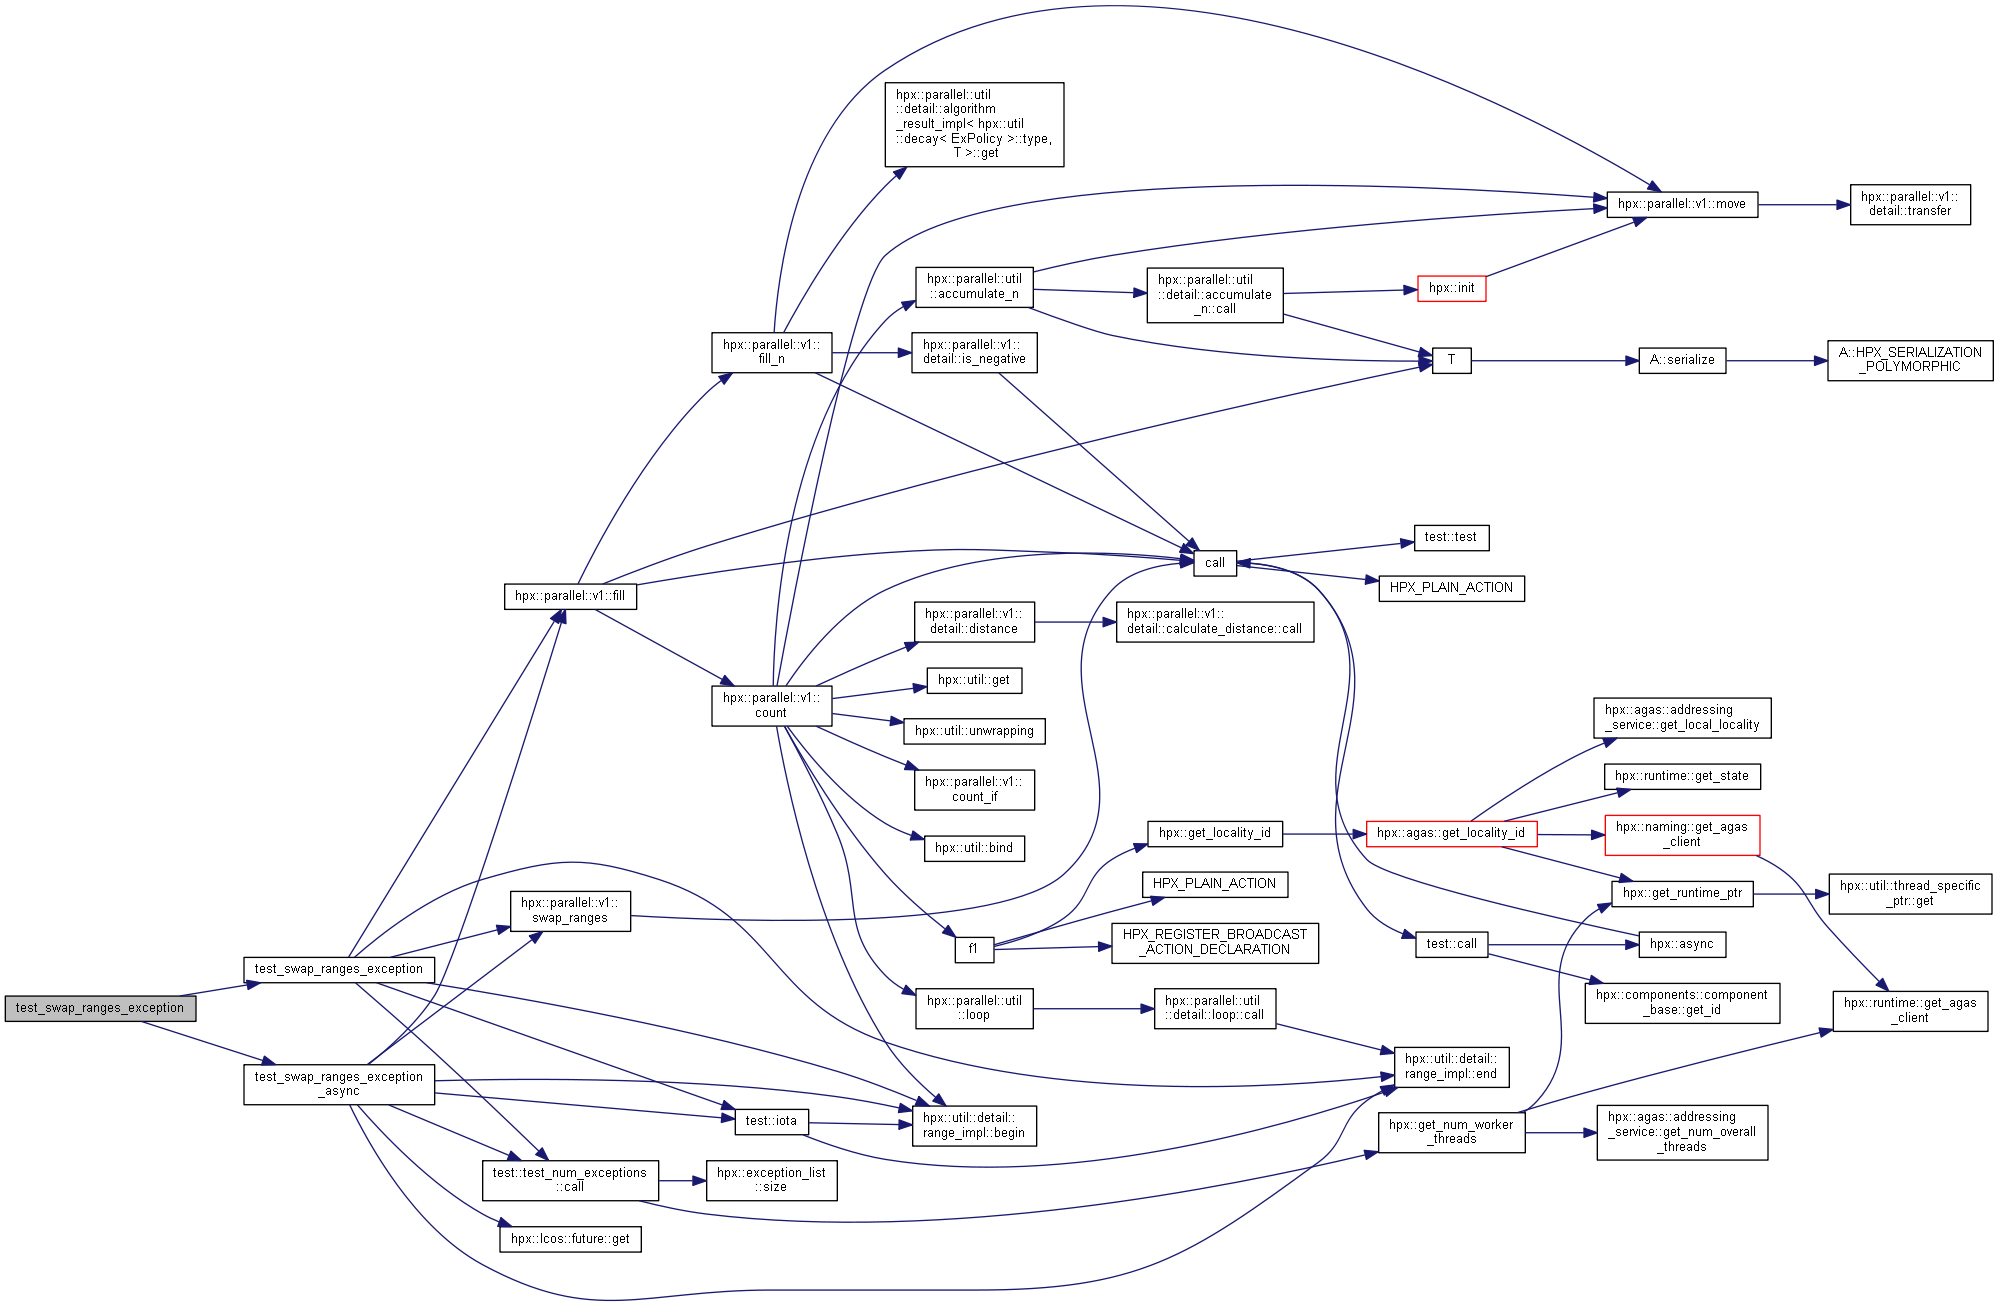 hpx::parallel::util
::detail::algorithm
_result_impl< hpx::util
::decay< ExPolicy >::type,
T >::get
hpx::parallel::v1::move
hpx::parallel::v1::
detail::transfer
hpx::parallel::util
::accumulate_n
hpx::parallel::util
::detail::accumulate
_n::call
hpx::init
hpx::parallel::v1::
fill_n
hpx::parallel::v1::
detail::is_negative
T
A::serialize
A::HPX_SERIALIZATION
_POLYMORPHIC
test::test
call
HPX_PLAIN_ACTION
hpx::parallel::v1::fill
hpx::parallel::v1::
detail::distance
hpx::parallel::v1::
detail::calculate_distance::call
hpx::util::get
hpx::parallel::v1::
count
hpx::util::unwrapping
hpx::agas::addressing
_service::get_local_locality
hpx::parallel::v1::
count_if
hpx::runtime::get_state
hpx::util::bind
hpx::get_locality_id
hpx::agas::get_locality_id
hpx::naming::get_agas
_client
HPX_PLAIN_ACTION
hpx::get_runtime_ptr
hpx::util::thread_specific
_ptr::get
hpx::parallel::v1::
swap_ranges
f1
HPX_REGISTER_BROADCAST
_ACTION_DECLARATION
test::call
hpx::async
test_swap_ranges_exception
test_swap_ranges_exception
hpx::parallel::util
::loop
hpx::parallel::util
::detail::loop::call
hpx::components::component
_base::get_id
hpx::runtime::get_agas
_client
hpx::util::detail::
range_impl::end
test_swap_ranges_exception
_async
test::iota
hpx::util::detail::
range_impl::begin
hpx::get_num_worker
_threads
hpx::agas::addressing
_service::get_num_overall
_threads
test::test_num_exceptions
::call
hpx::exception_list
::size
hpx::lcos::future::get